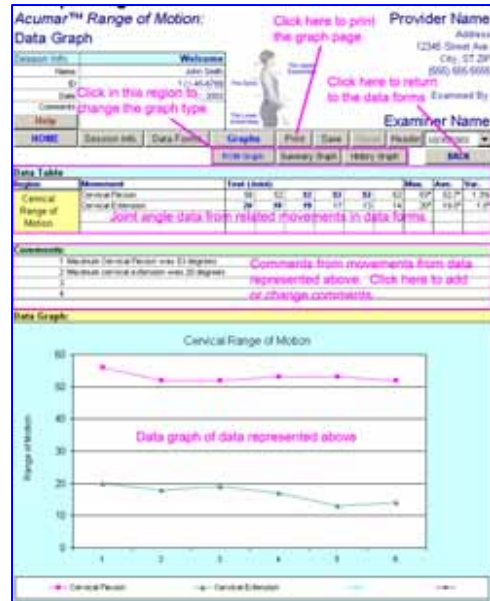 Acumar™ Range of Motion:
Data Graph
Click here to print
the graph page
Provider Name
Address
12345 Street Ave.
City, ST ZIP
(555) 555-5555
Session Info.
Welcome
Name
John Smith
ID
Date
2003
Comments
Click in this region to
change the graph type
Click here to return
to the data forms
Examined By
Examiner Name
Help
HOME
Session Info.
Data Forms
Graphs
Print
Save
Header
ROM Graph
Summary Graph
History Graph
BACK
Data Table
Region
Movement
Test (Joint)
Max.
Ave.
Var.
Cervical
Range of
Motion
Cervical Flexion
Cervical Extension
Joint angle data from related movements in data forms
Comments:
1 Maximum Cervical Flexion was 53 degrees
2 Maximum cervical extension was 20 degrees
3
4
Comments from movements from data
represented above. Click here to add
or change comments.
Data Graph:
Cervical Range of Motion
Range of Motion
60
50
40
30
20
10
0
Data graph of data represented above
1 2 3 4 5 6
Cervical Flexion
Cervical Extension